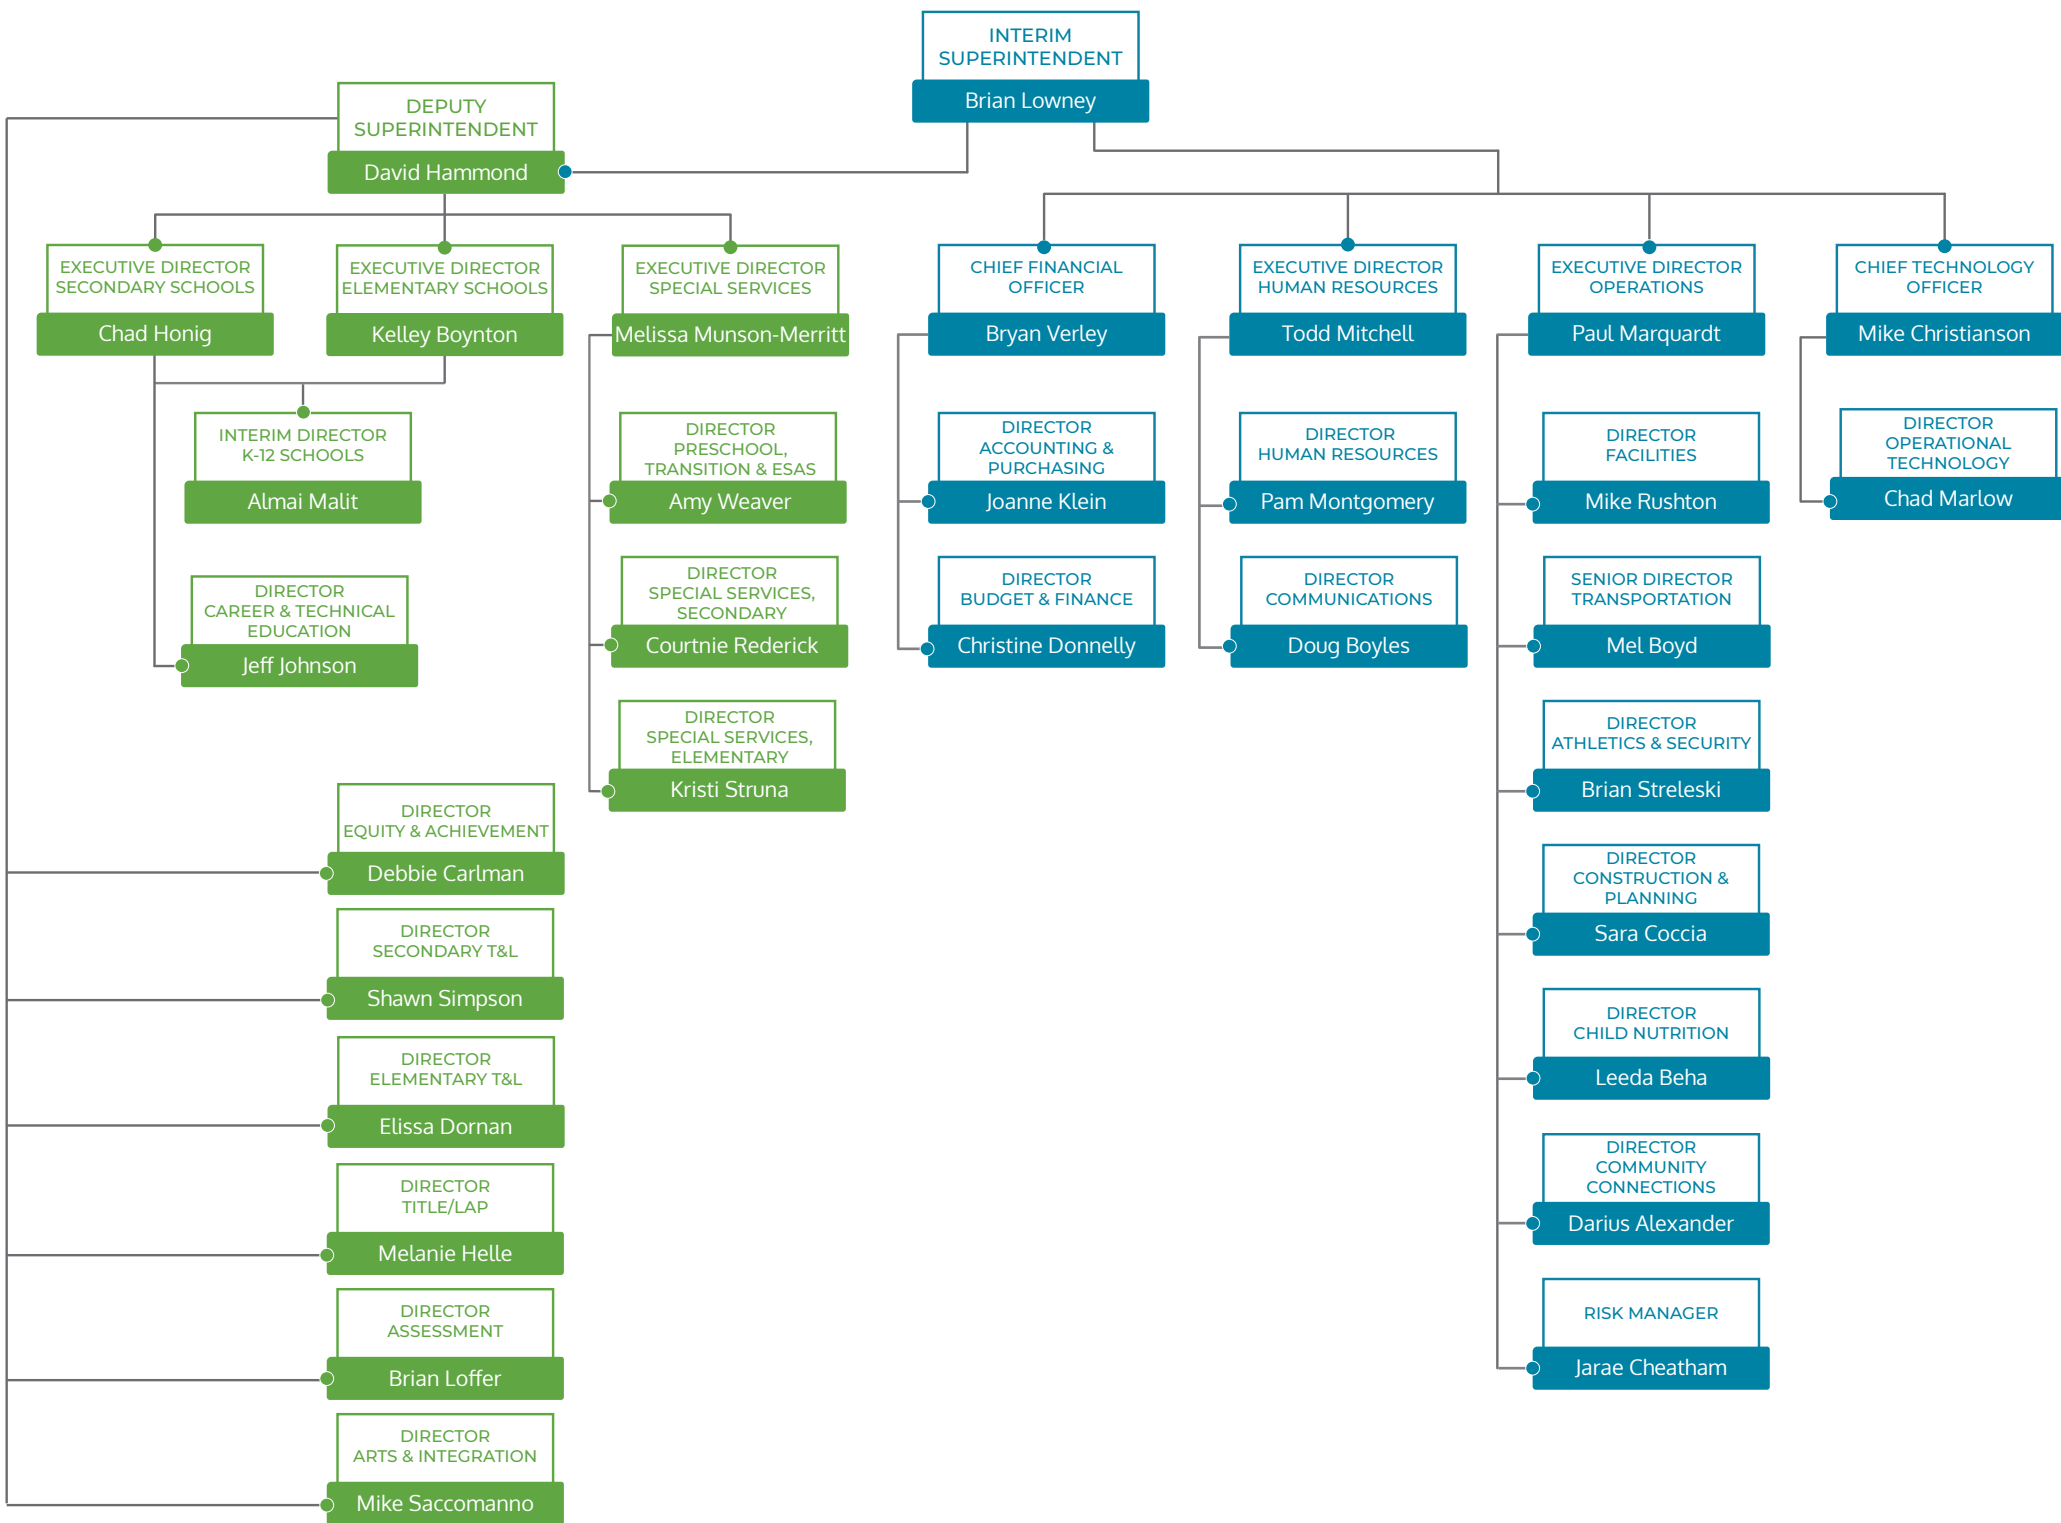 INTERIM
SUPERINTENDENT
Brian Lowney
DEPUTY
SUPERINTENDENT
David Hammond
EXECUTIVE DIRECTOR
SECONDARY SCHOOLS
Chad Honig
EXECUTIVE DIRECTOR
ELEMENTARY SCHOOLS
Kelley Boynton
EXECUTIVE DIRECTOR
SPECIAL SERVICES
Melissa Munson-Merritt
CHIEF FINANCIAL
OFFICER
Bryan Verley
EXECUTIVE DIRECTOR
HUMAN RESOURCES
Todd Mitchell
EXECUTIVE DIRECTOR
OPERATIONS
Paul Marquardt
CHIEF TECHNOLOGY
OFFICER
Mike Christianson
INTERIM DIRECTOR
K-12 SCHOOLS
Almai Malit
DIRECTOR
CAREER & TECHNICAL
EDUCATION
Jeff Johnson
DIRECTOR
PRESCHOOL,
TRANSITION & ESAS
Amy Weaver
DIRECTOR
SPECIAL SERVICES,
SECONDARY
Courtnie Rederick
DIRECTOR
SPECIAL SERVICES,
ELEMENTARY
Kristi Struna
DIRECTOR
ACCOUNTING &
PURCHASING
Joanne Klein
DIRECTOR
BUDGET & FINANCE
Christine Donnelly
DIRECTOR
HUMAN RESOURCES
Pam Montgomery
DIRECTOR
COMMUNICATIONS
Doug Boyles
DIRECTOR
FACILITIES
Mike Rushton
SENIOR DIRECTOR
TRANSPORTATION
Mel Boyd
DIRECTOR
ATHLETICS & SECURITY
Brian Streleski
DIRECTOR
CONSTRUCTION &
PLANNING
Sara Coccia
DIRECTOR
CHILD NUTRITION
Leeda Beha
DIRECTOR
COMMUNITY
CONNECTIONS
Darius Alexander
RISK MANAGER
Jarae Cheatham
DIRECTOR
OPERATIONAL
TECHNOLOGY
Chad Marlow
DIRECTOR
EQUITY & ACHIEVEMENT
Debbie Carlman
DIRECTOR
SECONDARY T&L
Shawn Simpson
DIRECTOR
ELEMENTARY T&L
Elissa Dornan
DIRECTOR
TITLE/LAP
Melanie Helle
DIRECTOR
ASSESSMENT
Brian Loffer
DIRECTOR
ARTS & INTEGRATION
Mike Saccomanno